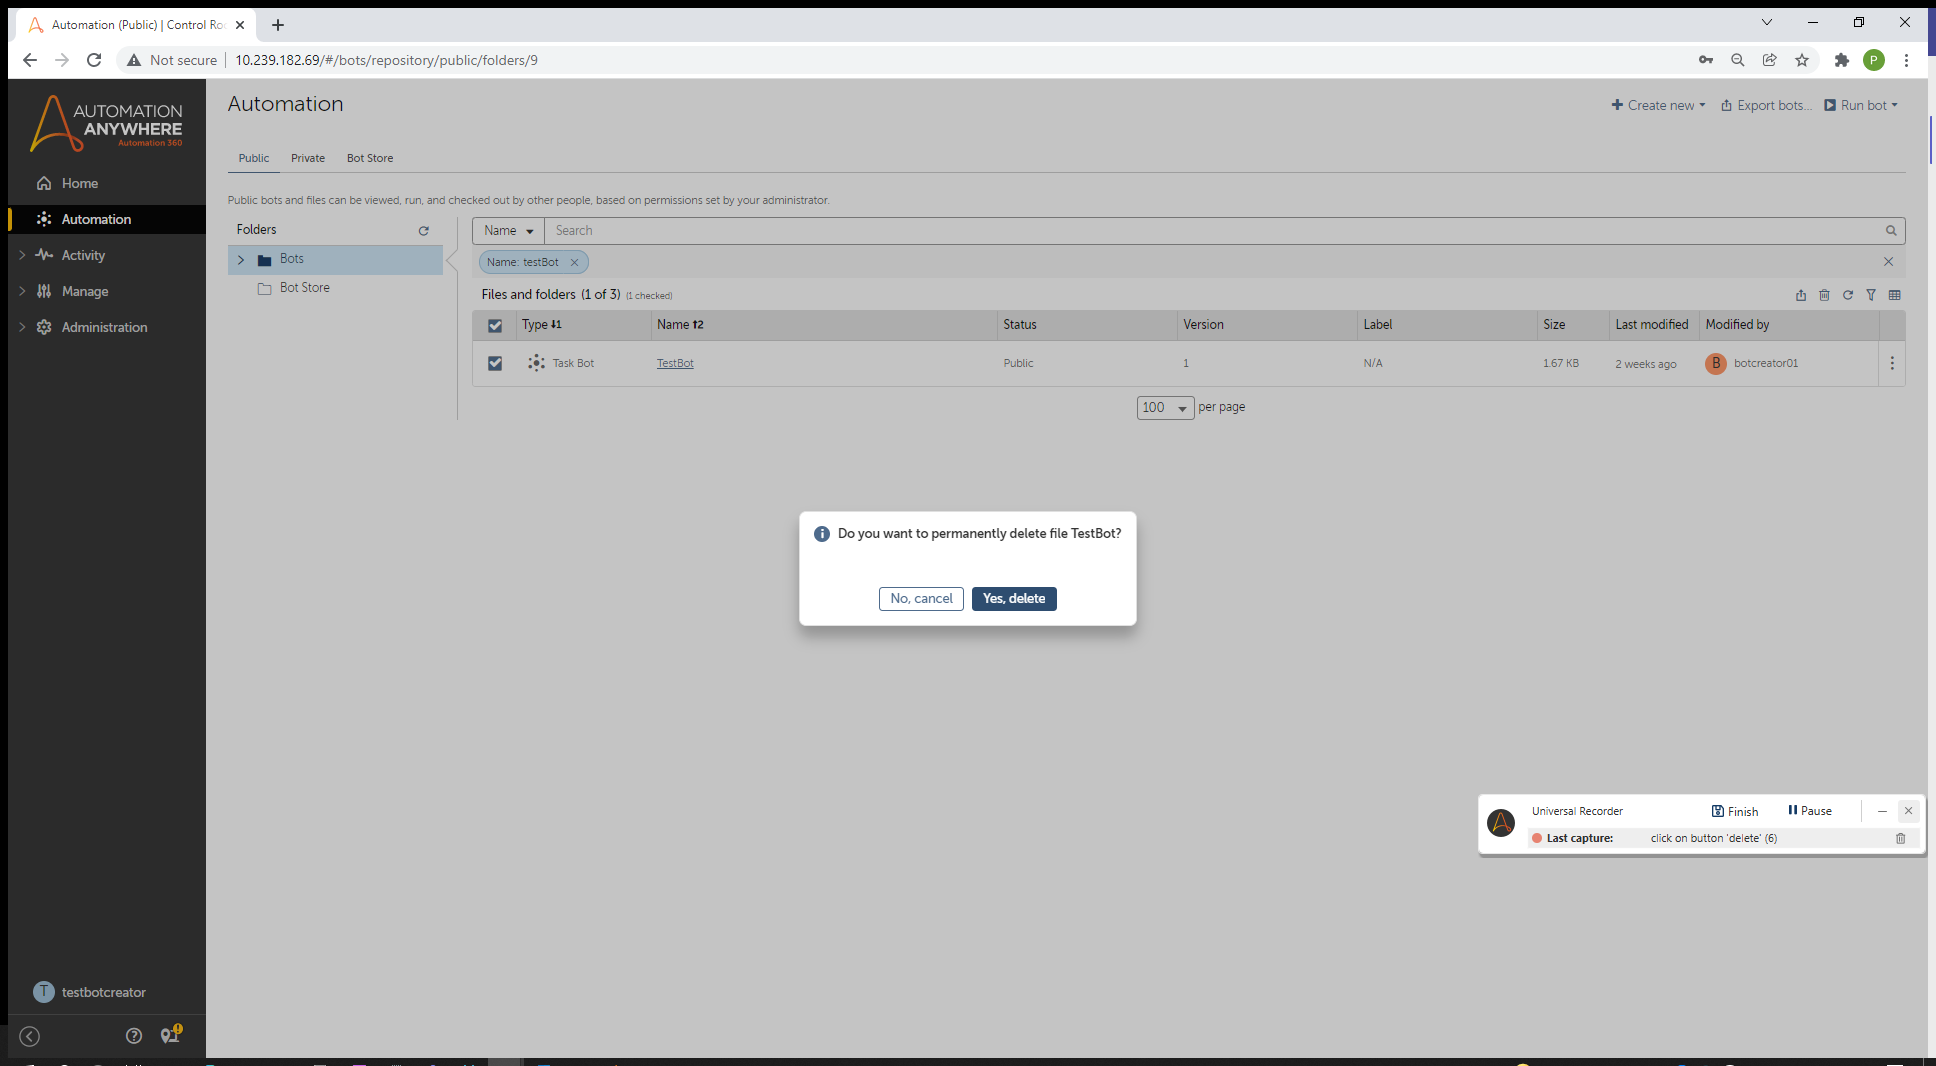 Automation (Public) | Control Ro
Not secure
10.239.182.69/#/bots/repository/public/folders/9
P
AUTOMATION
ANYWHERE
Automation 360
Home
Automation
Activity
Manage
Administration
testbotcreator
T
Automation
Create new
Export bots...
Run bot
Public
Private
Bot Store
Public bots and files can be viewed, run, and checked out by other people, based on permissions set by your administrator.
Folders
Bots
Bot Store
Name
Search
Name: testBot
Files and folders (1 of 3) (1 checked)
Type 1
Name 2
Status
Version
Label
Size
Last modified
Modified by
Task Bot
TestBot
Public
1
N/A
1.67 KB
2 weeks ago
B
botcreator01
100
per page
Do you want to permanently delete file TestBot?
No, cancel
Yes, delete
Universal Recorder
Finish
Pause
Last capture:
click on button 'delete' (6)